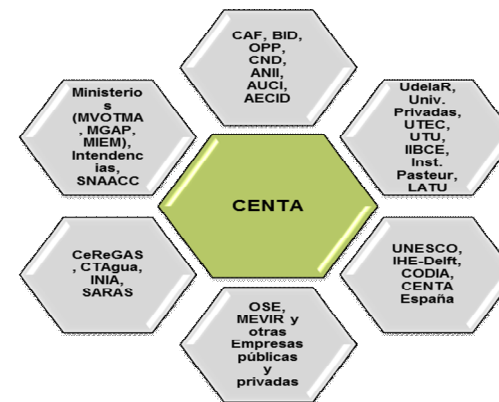 CAF, BID,
OPP,
CND,
ANII,
AUCI,
AECID
Ministerio
s
(MVOTMA
, MGAP,
MIEM),
Intendenc
ias,
SNAACC
UdelaR,
Univ.
Privadas,
UTEC,
UTU,
IIBCE,
Inst.
Pasteur,
LATU
CENTA
CeReGAS
, CTAgua,
INIA,
SARAS
UNESCO,
IHE-Delft,
CODIA,
CENTA
España
OSE,
MEVIR y
otras
Empresas
públicas
y
privadas